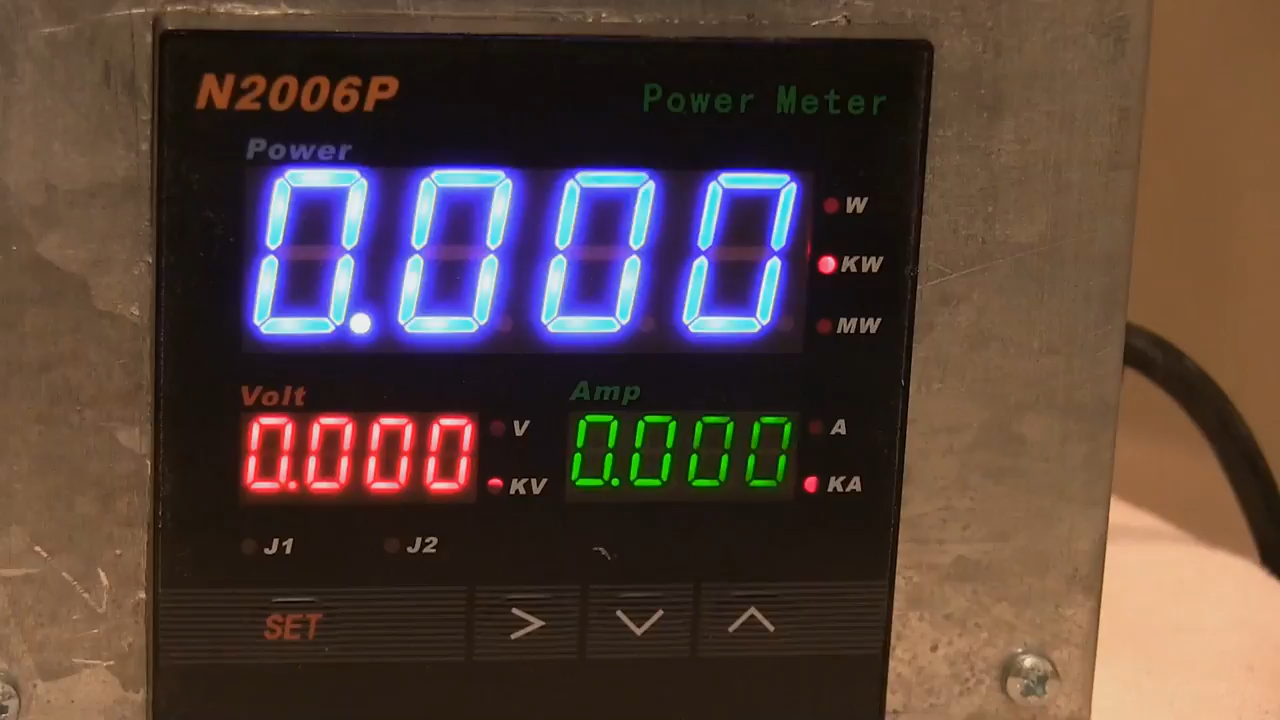 N2006P Power Meter
Power
0.000
W
KW
MW
Volt Amp
0.000 V KV 0.000 A KA
J1 J2
SET > ∨ ∧